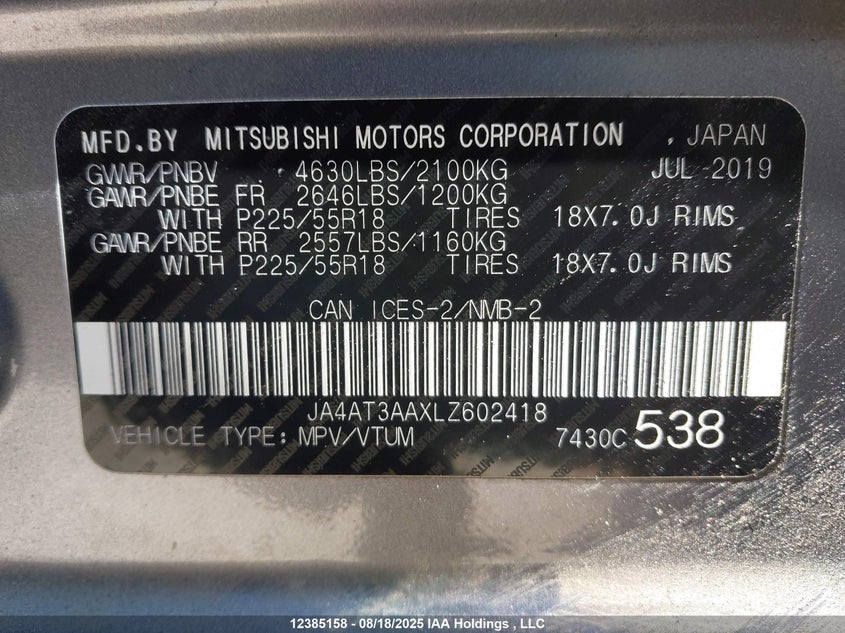 MFD.BY MITSUBISHI MOTORS CORPORATION , JAPAN
GVWR/PNBV 4630LBS/2100KG JUL 2019
GAWR/PNBE FR 2646LBS/1200KG
WITH P225/55R18 TIRES 18X7.0J RIMS
GAWR/PNBE RR 2557LBS/1160KG
WITH P225/55R18 TIRES 18X7.0J RIMS
CAN ICES-2/NMB-2
JA4AT3AAXLZ602418
VEHICLE TYPE: MPV/VTUM 7430C 538
12385158 - 08/18/2025 IAA Holdings , LLC